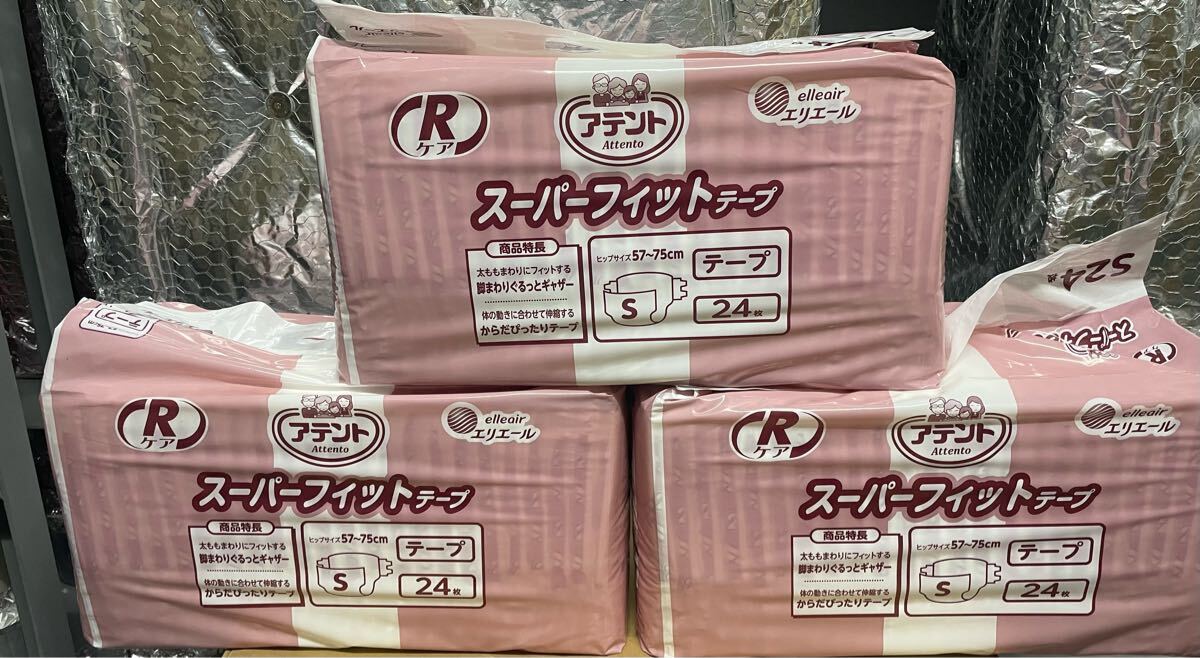 R
ケア
アテント
Attento
elleair
エリエール
スーパーフィットテープ
商品特長
太ももまわりにフィットする
脚まわりぐるっとギャザー
体の動きに合わせて伸縮する
からだぴったりテープ
ヒップサイズ57~75cm
S
テープ
24枚
テープ
R
ケア
アテント
Attento
elleair
エリエール
スーパーフィットテープ
商品特長
太ももまわりにフィットする
脚まわりぐるっとギャザー
体の動きに合わせて伸縮する
からだぴったりテープ
ヒップサイズ57~75cm
S
テープ
24枚
S24枚
R
ケア
アテント
Attento
elleair
エリエール
スーパーフィットテープ
商品特長
太ももまわりにフィットする
脚まわりぐるっとギャザー
体の動きに合わせて伸縮する
からだぴったりテープ
ヒップサイズ57~75cm
S
テープ
24枚